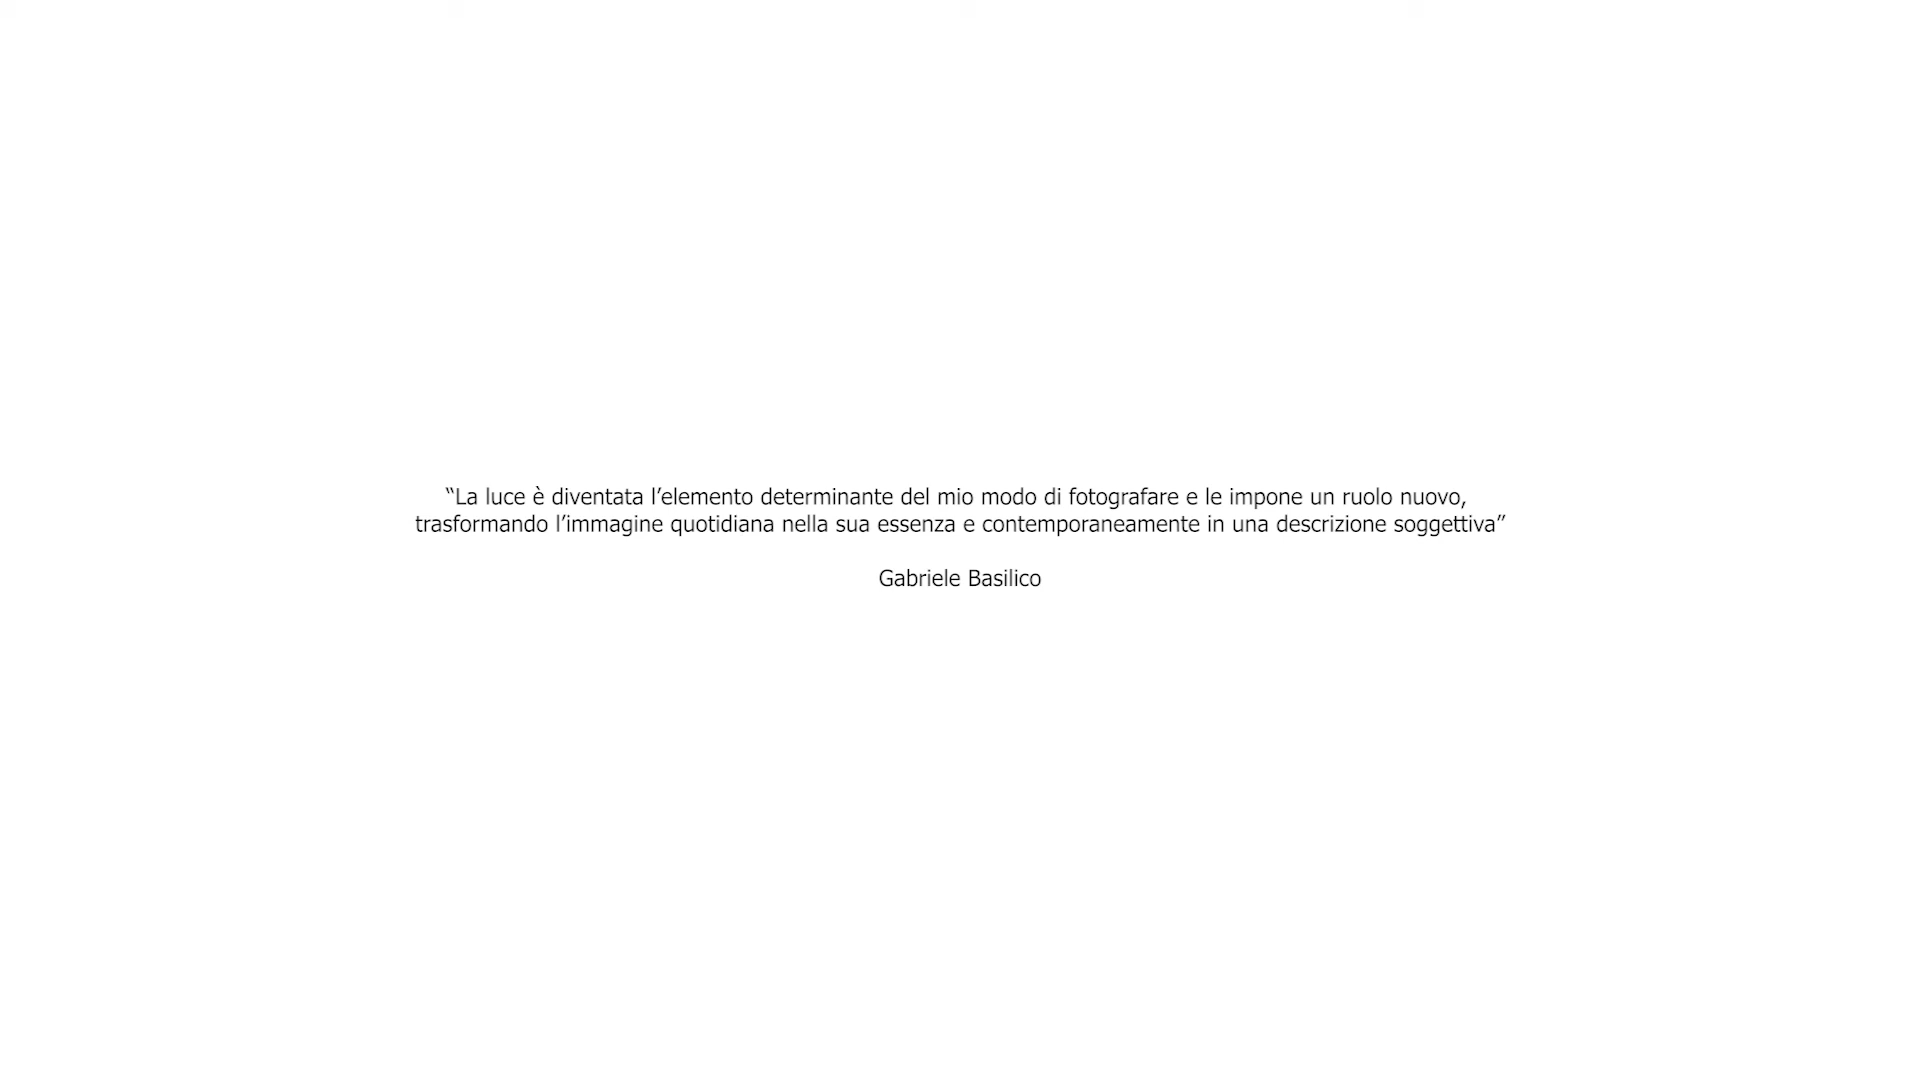 “La luce è diventata l’elemento determinante del mio modo di fotografare e le impone un ruolo nuovo,
trasformando l’immagine quotidiana nella sua essenza e contemporaneamente in una descrizione soggettiva”
Gabriele Basilico